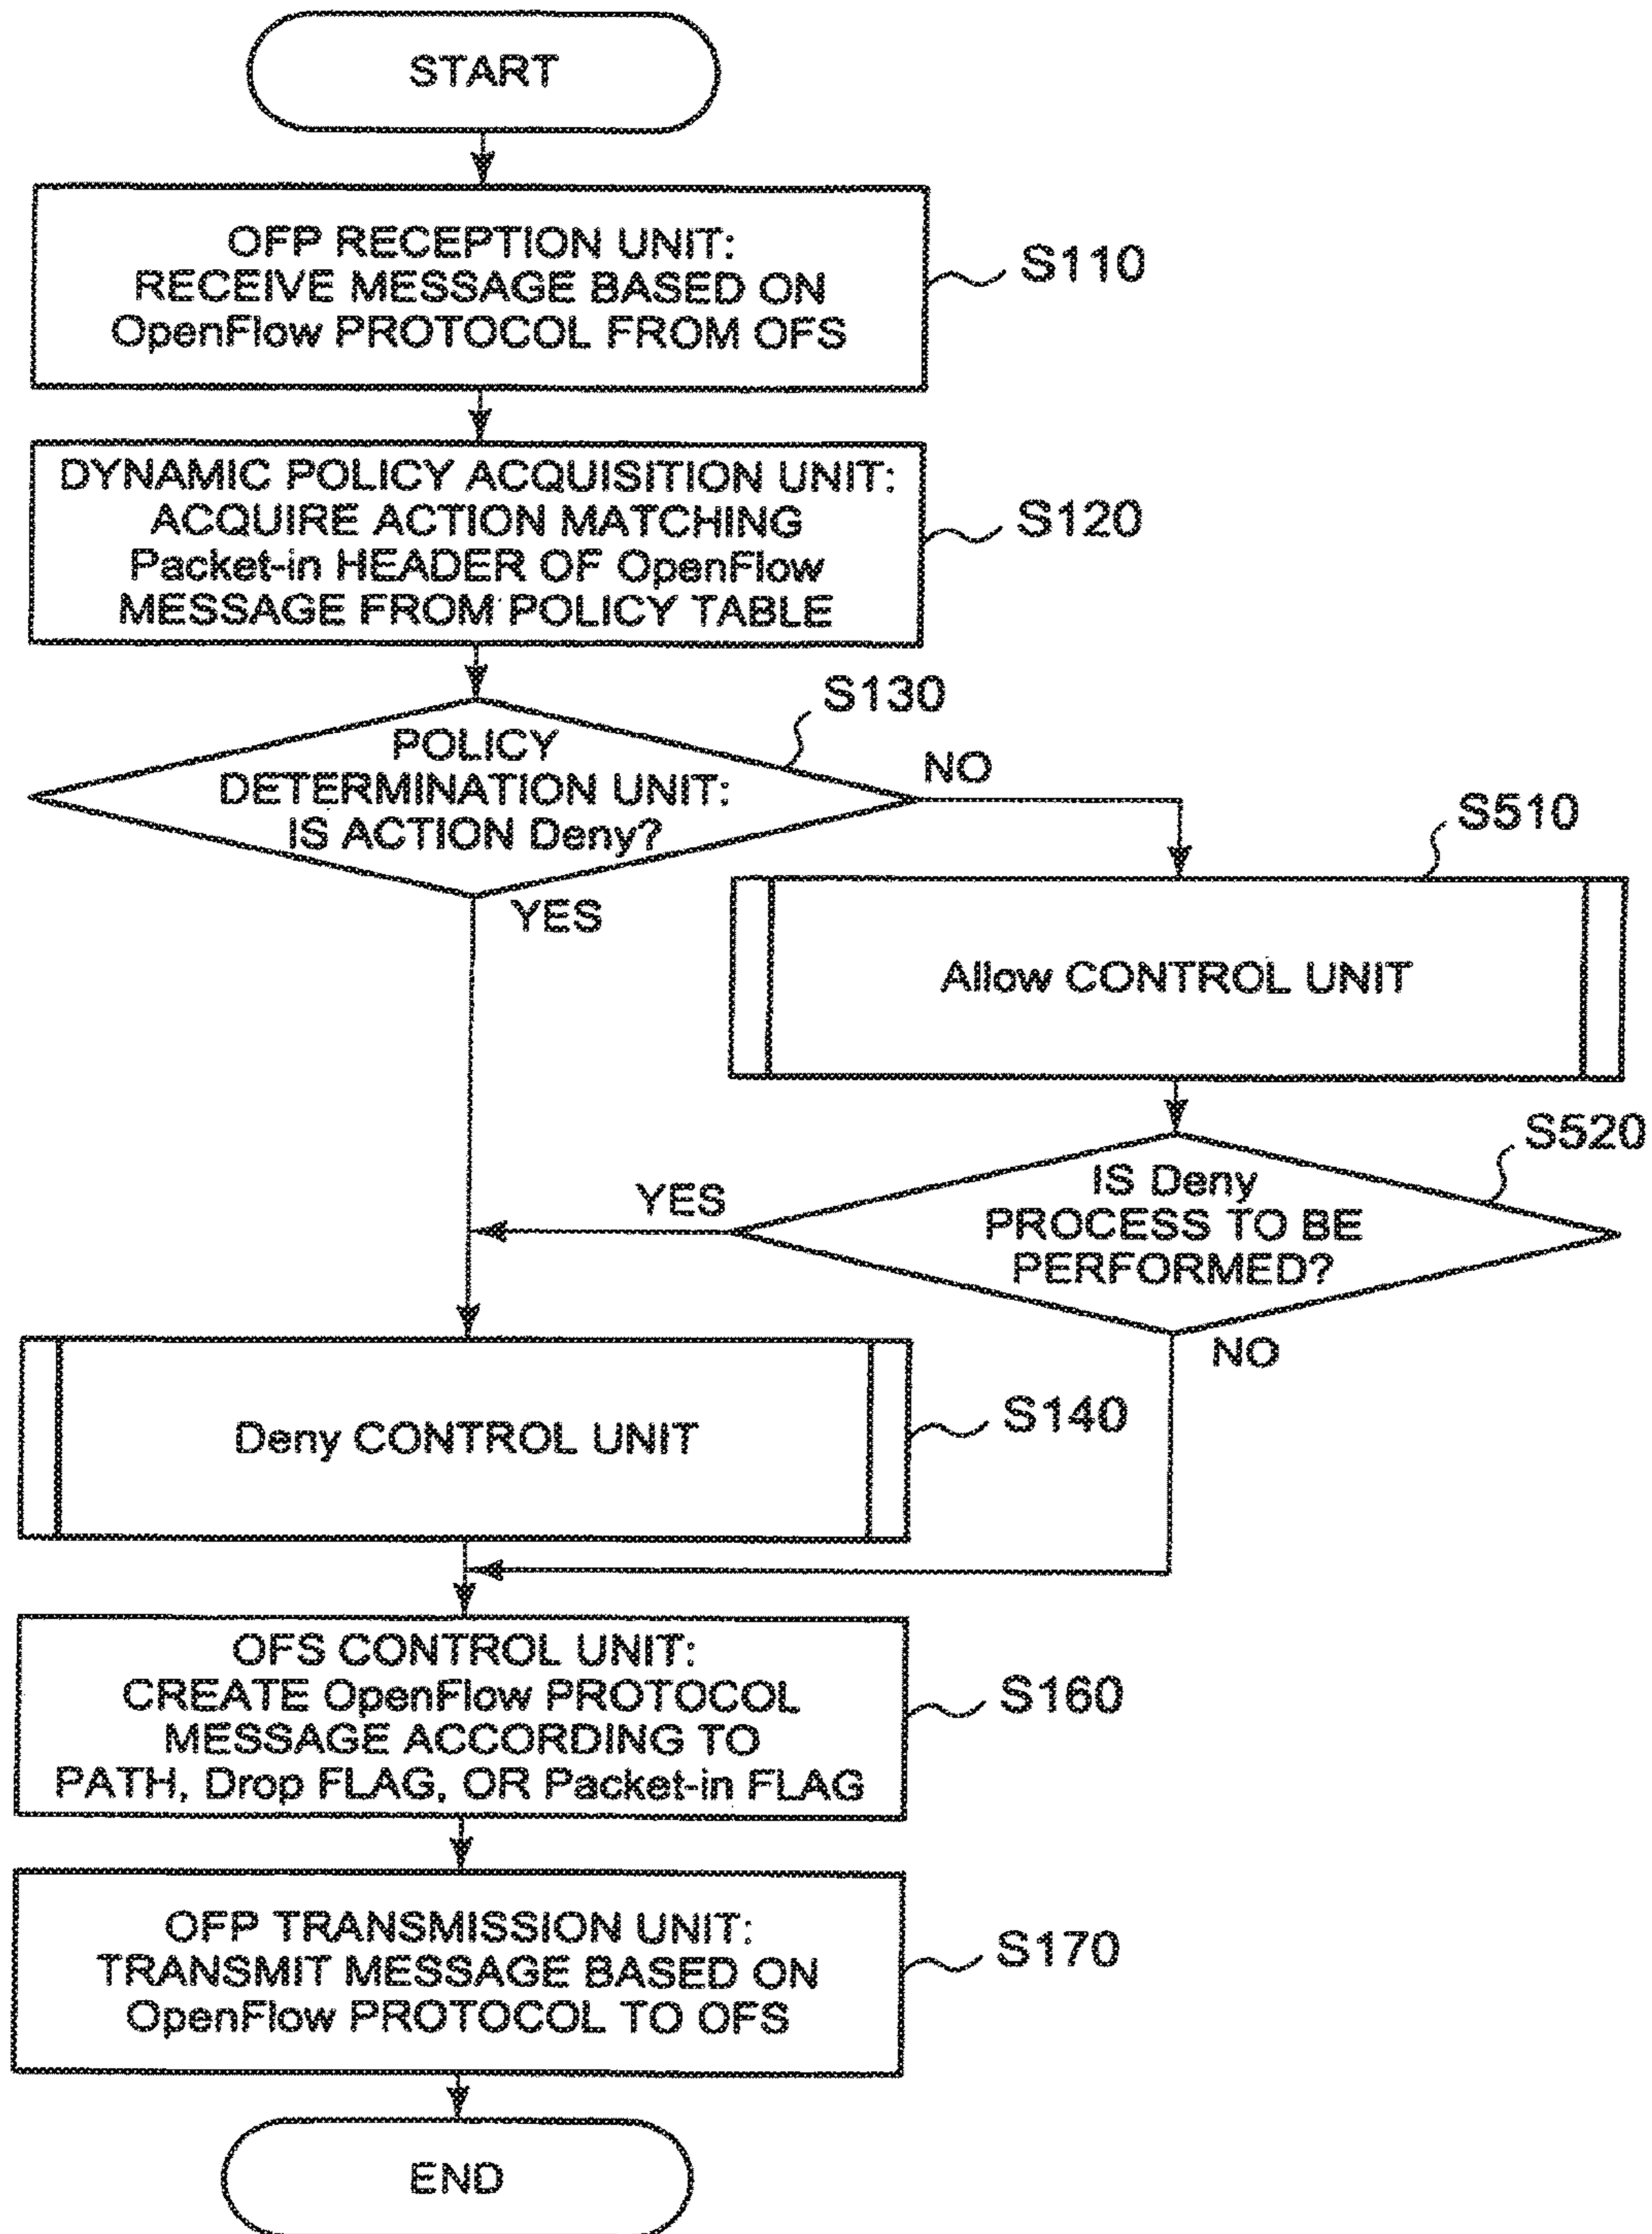 START
OFP RECEPTION UNIT:
RECEIVE MESSAGE BASED ON
OpenFlow PROTOCOL FROM OFS
S110
DYNAMIC POLICY ACQUISITION UNIT:
ACQUIRE ACTION MATCHING
Packet-in HEADER OF OpenFlow
MESSAGE FROM POLICY TABLE
S120
S130
POLICY
DETERMINATION UNIT:
IS ACTION Deny?
NO
YES
S510
Allow CONTROL UNIT
S520
IS Deny
PROCESS TO BE
PERFORMED?
YES
NO
Deny CONTROL UNIT
S140
OFS CONTROL UNIT:
CREATE OpenFlow PROTOCOL
MESSAGE ACCORDING TO
PATH, Drop FLAG, OR Packet-in FLAG
S160
OFP TRANSMISSION UNIT:
TRANSMIT MESSAGE BASED ON
OpenFlow PROTOCOL TO OFS
S170
END